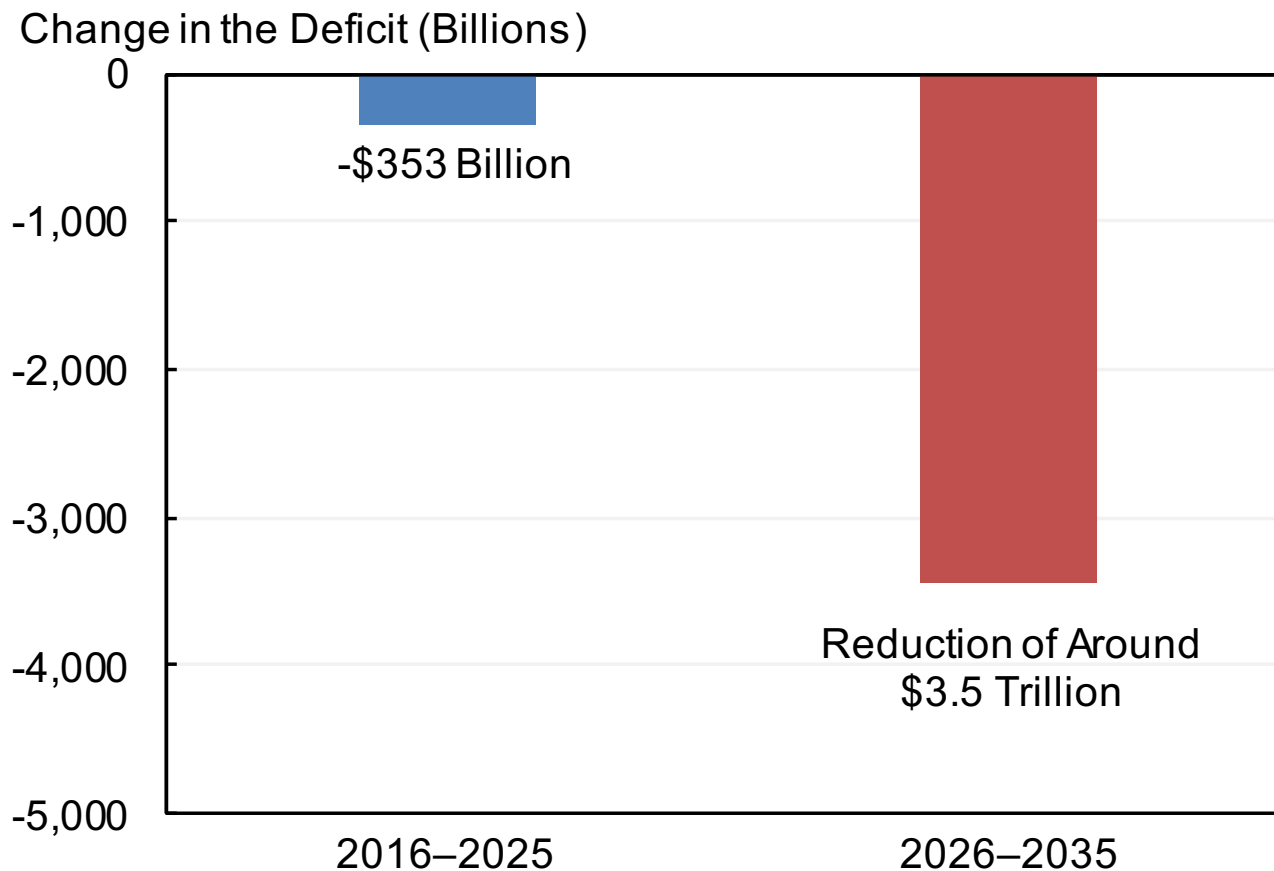 Change in the Deficit (Billions)
0
-$353 Billion
-1,000
-2,000
-3,000
Reduction of Around
-4,000
$3.5 Trillion
-5,000
2016–2025
2026–2035